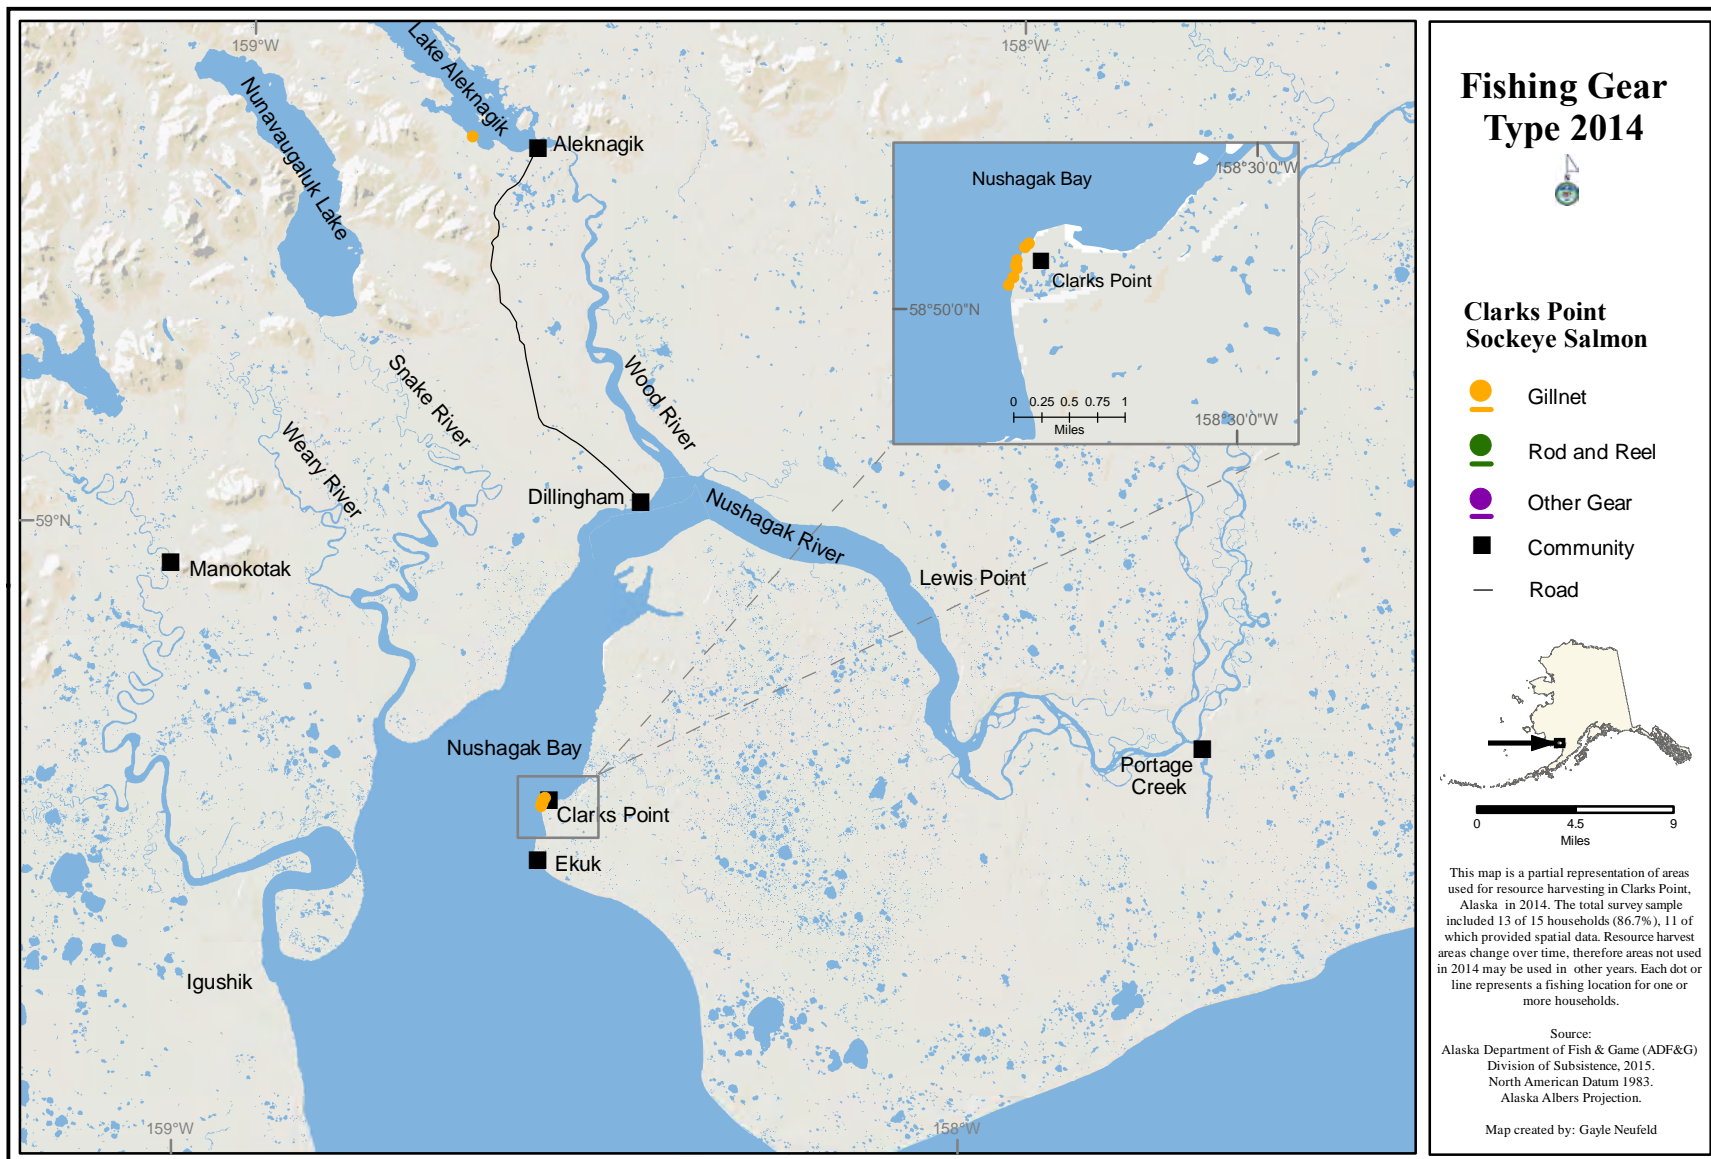 159°W
158°W
Lake Aleknagik
Nunavaugaluk Lake
Aleknagik
Nushagak Bay
158°30'0"W
Clarks Point
58°50'0"N
0 0.25 0.5 0.75 1
Miles
158°30'0"W
Snake River
Wood River
Weary River
Dillingham
Nushagak River
59°N
Manokotak
Lewis Point
Nushagak Bay
Portage
Creek
Clarks Point
Ekuk
Igushik
159°W
158°W
Fishing Gear
Type 2014
Clarks Point
Sockeye Salmon
Gillnet
Rod and Reel
Other Gear
Community
Road
0 4.5 9
Miles
This map is a partial representation of areas
used for resource harvesting in Clarks Point,
Alaska in 2014. The total survey sample
included 13 of 15 households (86.7%), 11 of
which provided spatial data. Resource harvest
areas change over time, therefore areas not used
in 2014 may be used in other years. Each dot or
line represents a fishing location for one or
more households.
Source:
Alaska Department of Fish & Game (ADF&G)
Division of Subsistence, 2015.
North American Datum 1983.
Alaska Albers Projection.
Map created by: Gayle Neufeld